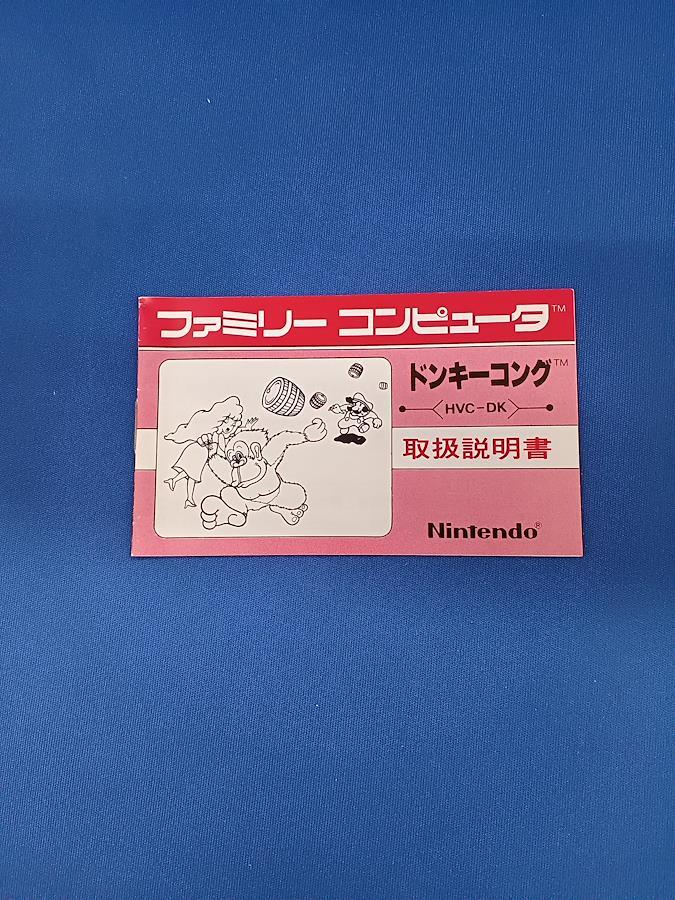 ファミリー コンピュータ™
ドンキーコング™
HVC-DK
取扱説明書
Nintendo®